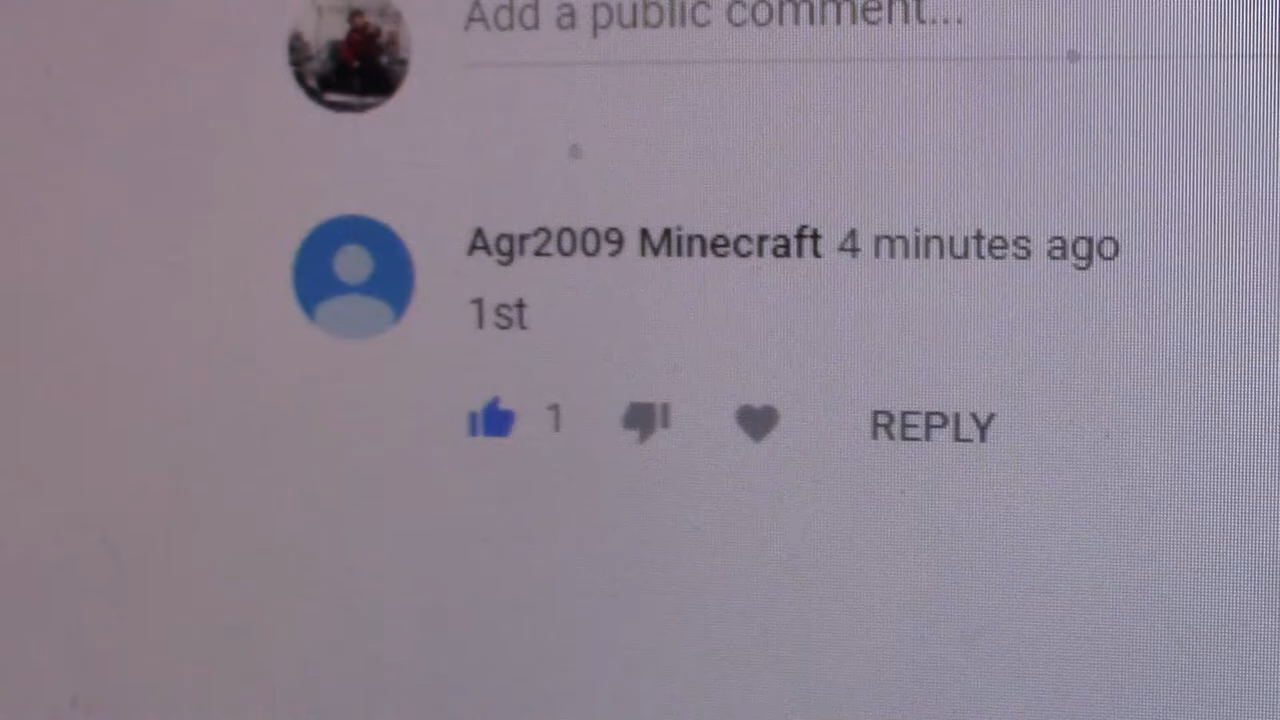 Add a public comment...
Agr2009 Minecraft 4 minutes ago
1st
1
REPLY